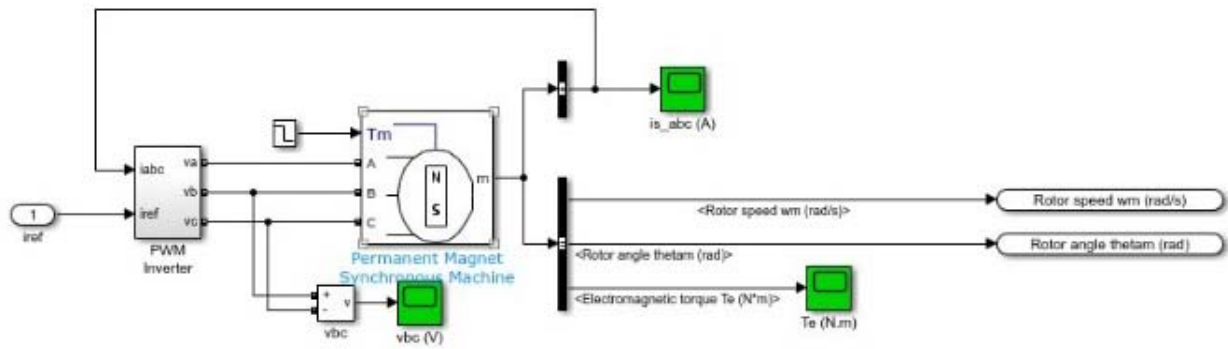 is_abc (A)
Tm
iabc
va
A
N
m
vb
B
1
iref
iref
vc
C
S
PWM
Inverter
Permanent Magnet
Synchronous Machine
<Rotor speed wm (rad/s)>
Rotor speed wm (rad/s)
<Rotor angle thetam (rad)>
Rotor angle thetam (rad)
<Electromagnetic torque Te (N*m)>
Te (N.m)
+
-
v
vbc
vbc (V)